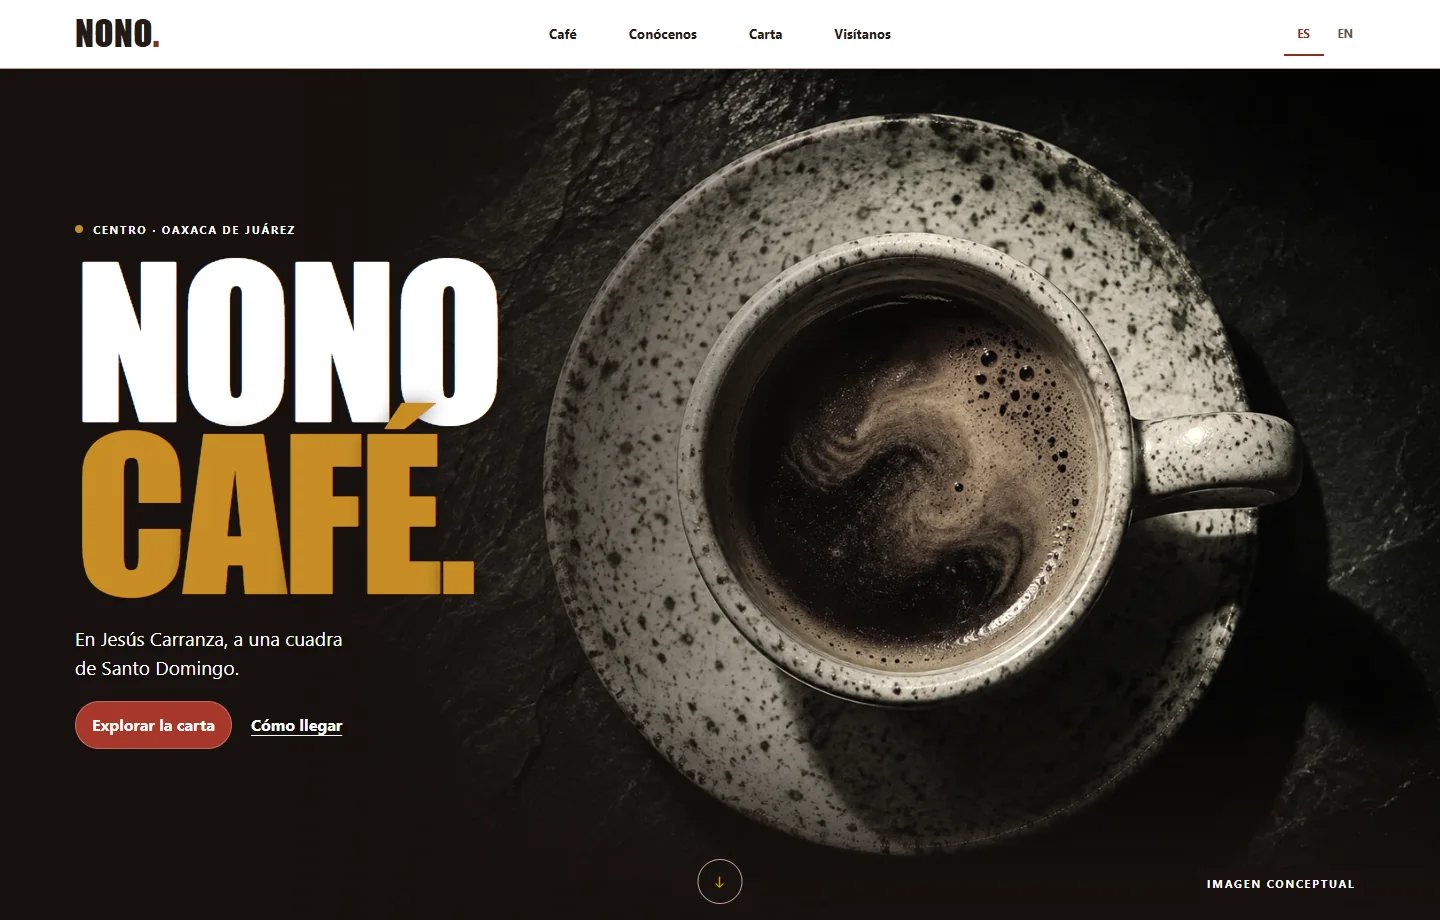 NONO.
Café
Conócenos
Carta
Visítanos
ES
EN
CENTRO · OAXACA DE JUÁREZ
NONO
CAFÉ.
En Jesús Carranza, a una cuadra
de Santo Domingo.
Explorar la carta
Cómo llegar
IMAGEN CONCEPTUAL